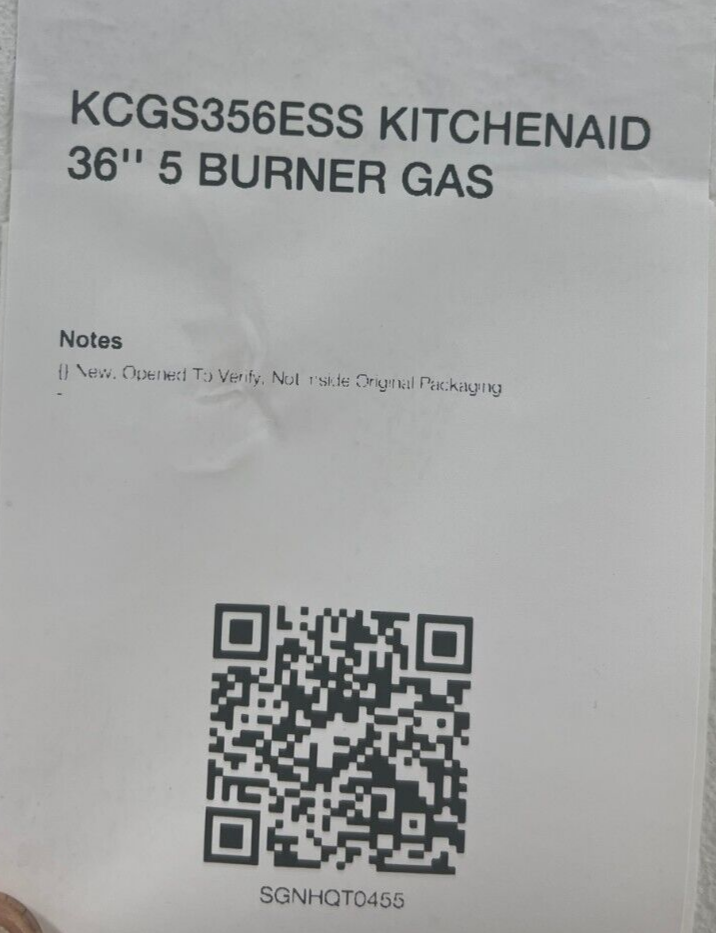 KCGS356ESS KITCHENAID
36'' 5 BURNER GAS
Notes
[] New. Opened To Verify. Not Inside Original Packaging
-
SGNHQT0455